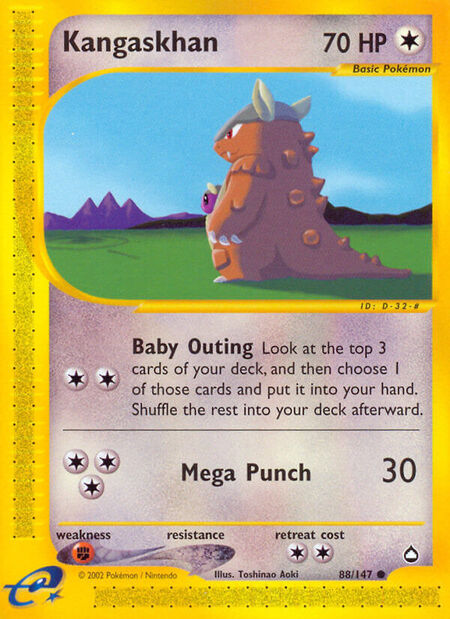 Kangaskhan 70 HP
Basic Pokémon
ID: D-32-#
Baby Outing Look at the top 3
cards of your deck, and then choose 1
of those cards and put it into your hand.
Shuffle the rest into your deck afterward.
Mega Punch 30
weakness resistance retreat cost
© 2002 Pokémon / Nintendo Illus. Toshinao Aoki 88/147
e